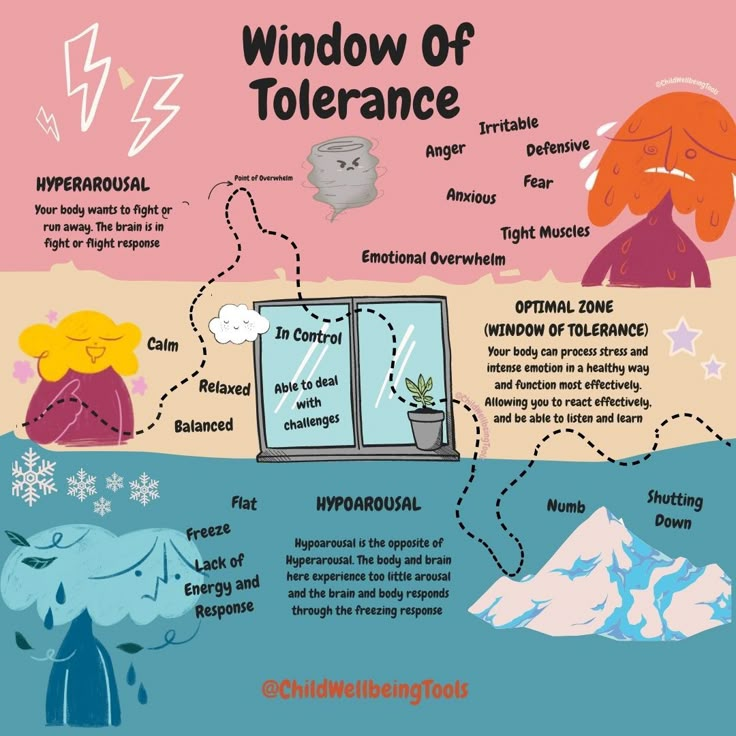 Window Of
Tolerance
@ChildWellbeingTools
HYPERAROUSAL
Your body wants to fight or
run away. The brain is in
fight or flight response
Point of Overwhelm
Irritable
Anger
Defensive
Fear
Anxious
Tight Muscles
Emotional Overwhelm
Calm
Relaxed
Balanced
In Control
Able to deal
with
challenges
OPTIMAL ZONE
(WINDOW OF TOLERANCE)
Your body can process stress and
intense emotion in a healthy way
and function most effectively.
Allowing you to react effectively,
and be able to listen and learn
@ChildWellbeingTools
Flat
Freeze
Lack of
Energy and
Response
HYPOAROUSAL
Hypoarousal is the opposite of
Hyperarousal. The body and brain
here experience too little arousal
and the brain and body responds
through the freezing response
Numb
Shutting
Down
@ChildWellbeingTools